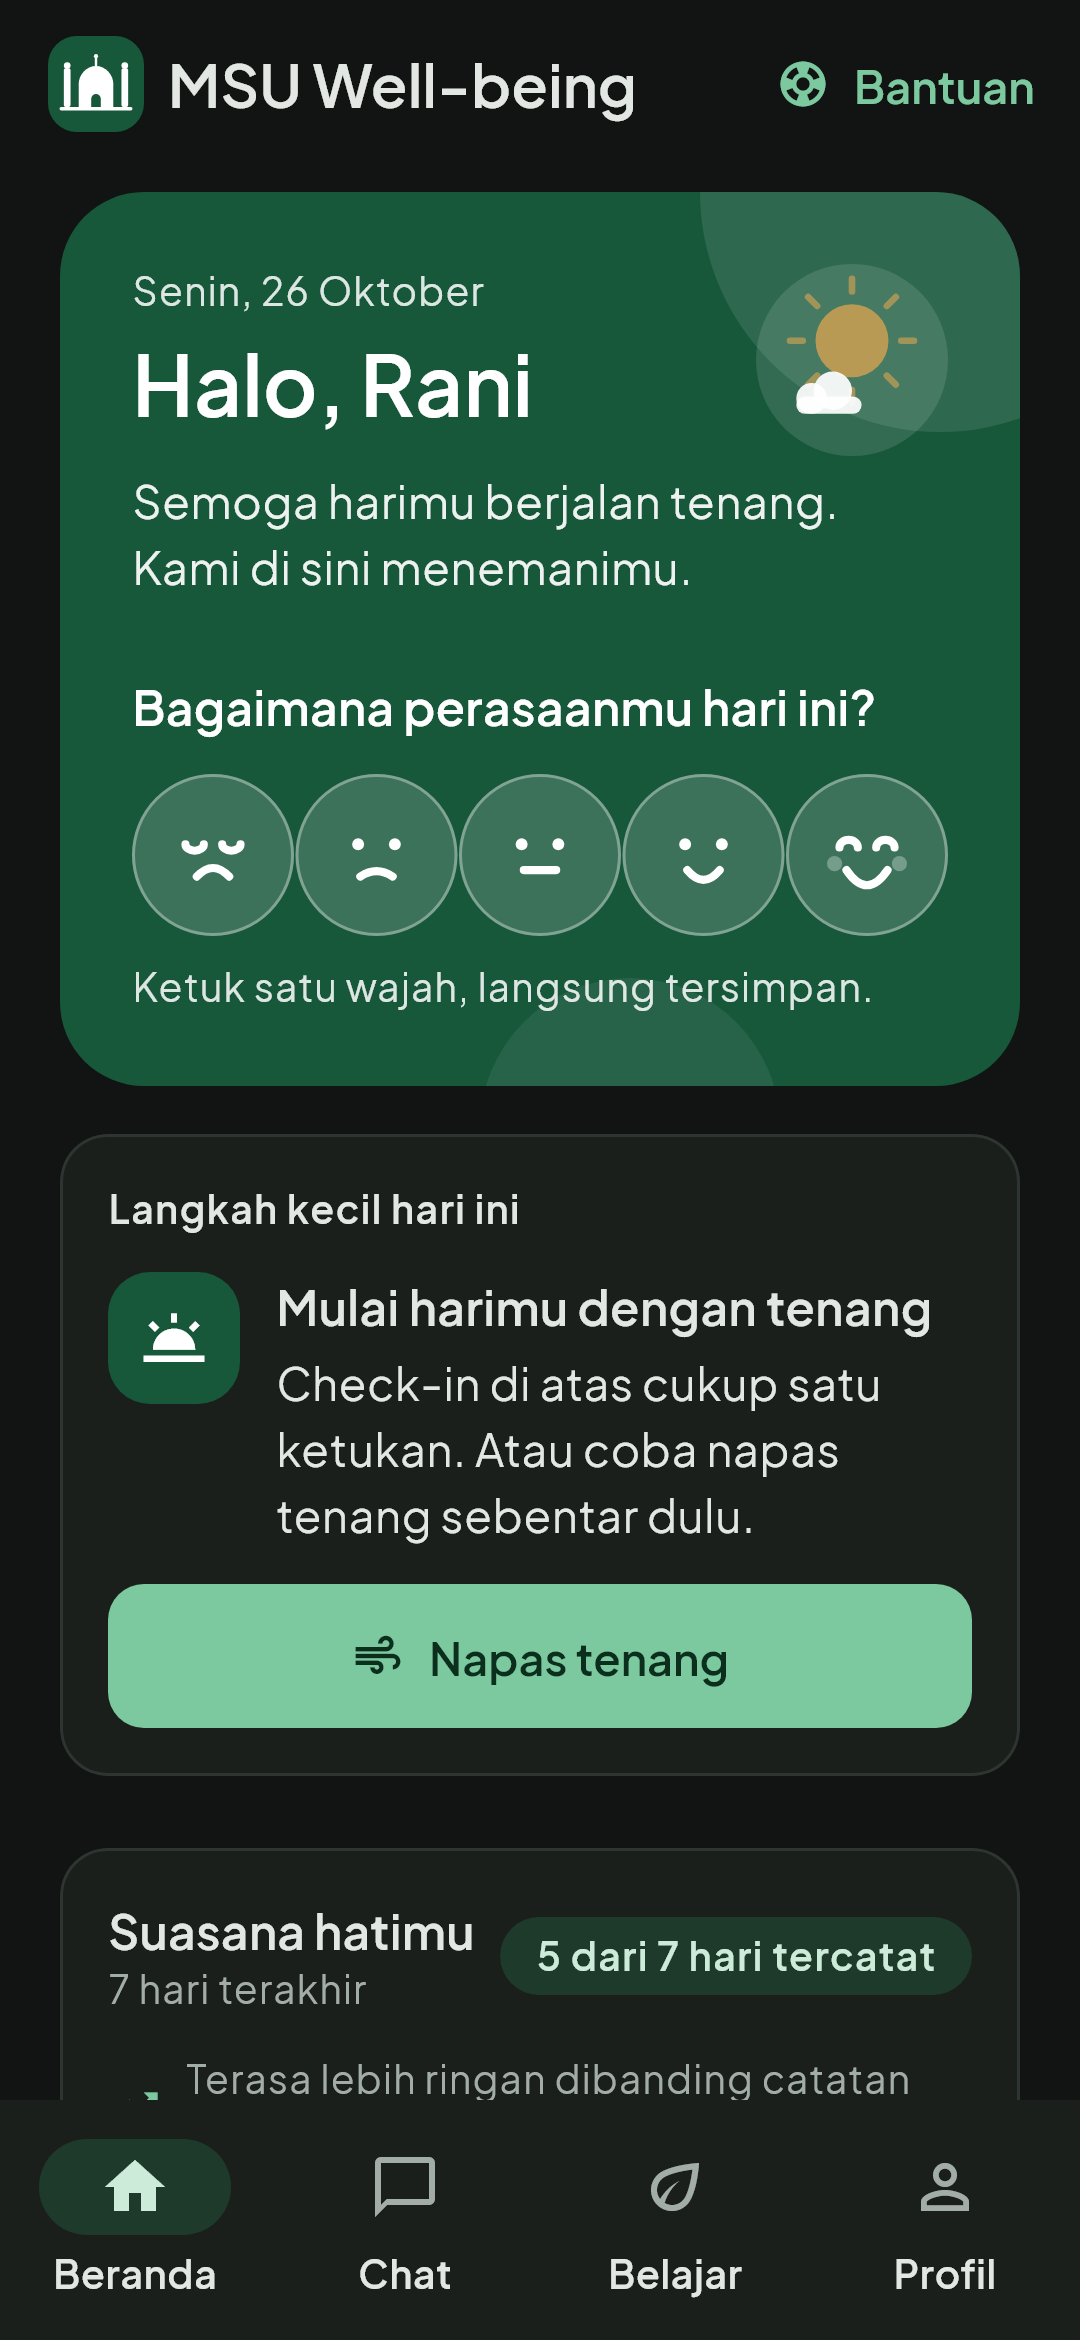 MSU Well-being
Bantuan
Senin, 26 Oktober
Halo, Rani
Semoga harimu berjalan tenang.
Kami di sini menemanimu.
Bagaimana perasaanmu hari ini?
Ketuk satu wajah, langsung tersimpan.
Langkah kecil hari ini
Mulai harimu dengan tenang
Check-in di atas cukup satu
ketukan. Atau coba napas
tenang sebentar dulu.
Napas tenang
Suasana hatimu
5 dari 7 hari tercatat
7 hari terakhir
Terasa lebih ringan dibanding catatan
Beranda
Chat
Belajar
Profil